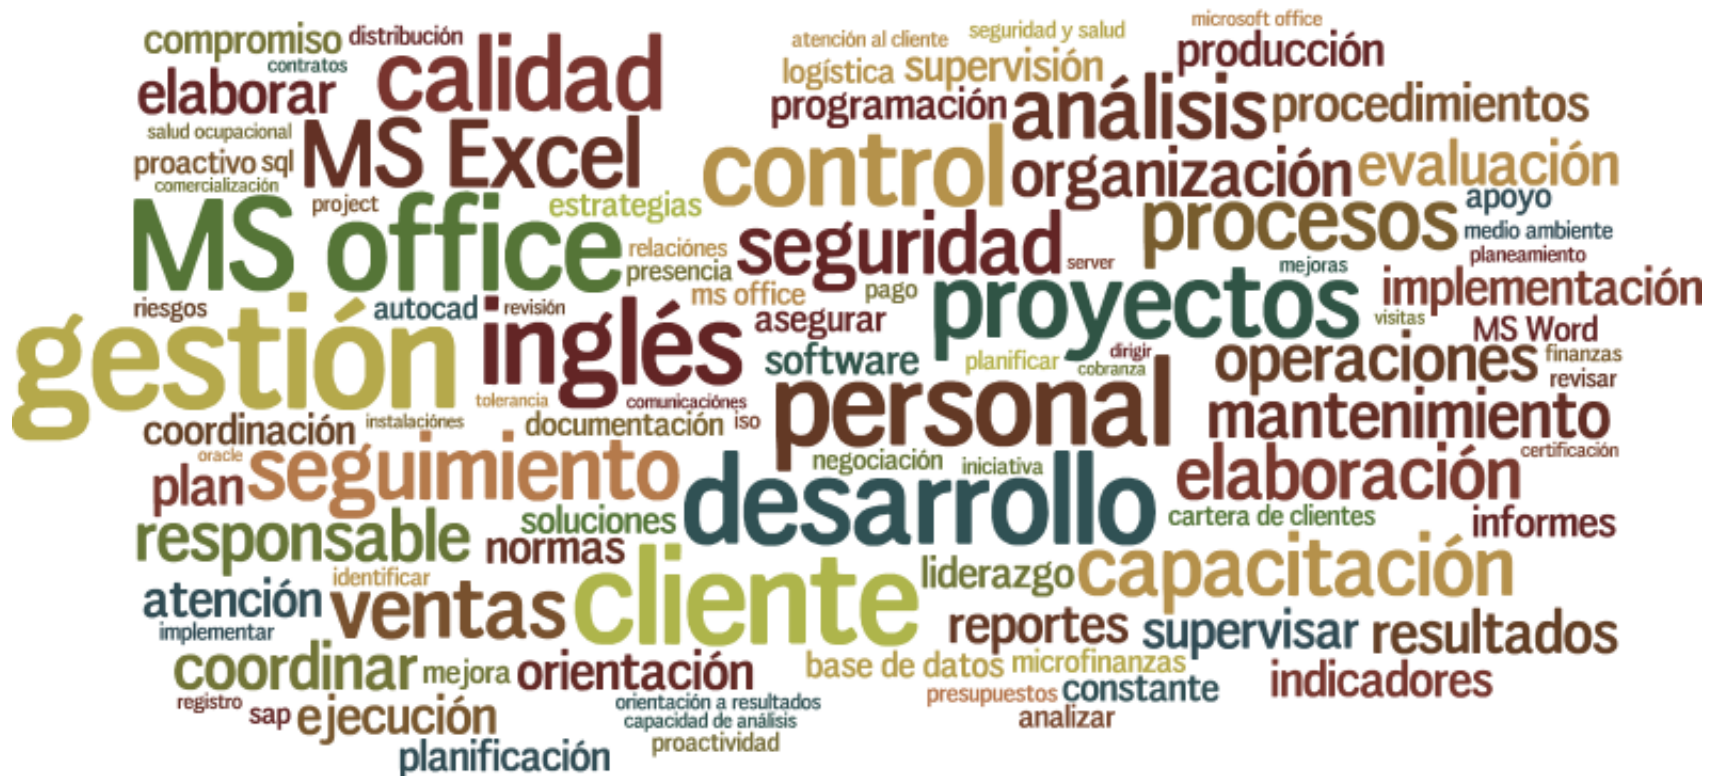 microsoft office
compromiso
distribución
contratos
calidad
atención al cliente
seguridad y salud
producción
logística
supervisión
elaborar
programación
análisis
procedimientos
salud ocupacional
MS Excel
control
organización
evaluación
proactivo
sql
comercialización
project
estrategias
procesos
apoyo
MS office
relaciónes
seguridad
medio ambiente
presencia
server
mejoras
planeamiento
riesgos
autocad
revisión
ms office
pago
proyectos
implementación
gestión
inglés
asegurar
visitas
MS Word
software
planificar
dirigir
cobranza
operaciones
finanzas
revisar
tolerancia
comunicaciónes
personal
mantenimiento
coordinación
instalaciónes
documentación
iso
oracle
seguimiento
negociación
iniciativa
certificación
plan
desarrollo
elaboración
responsable
soluciones
cartera de clientes
informes
normas
identificar
cliente
liderazgo
capacitación
atención
implementar
ventas
reportes
supervisar
resultados
coordinar
mejora
orientación
base de datos
microfinanzas
indicadores
registro
sap
ejecución
orientación a resultados
presupuestos
constante
capacidad de análisis
analizar
planificación
proactividad